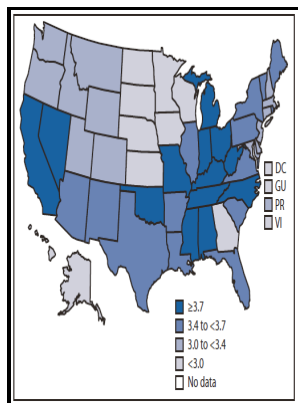 DC
GU
PR
VI
≥3.7
3.4 to <3.7
3.0 to <3.4
<3.0
No data